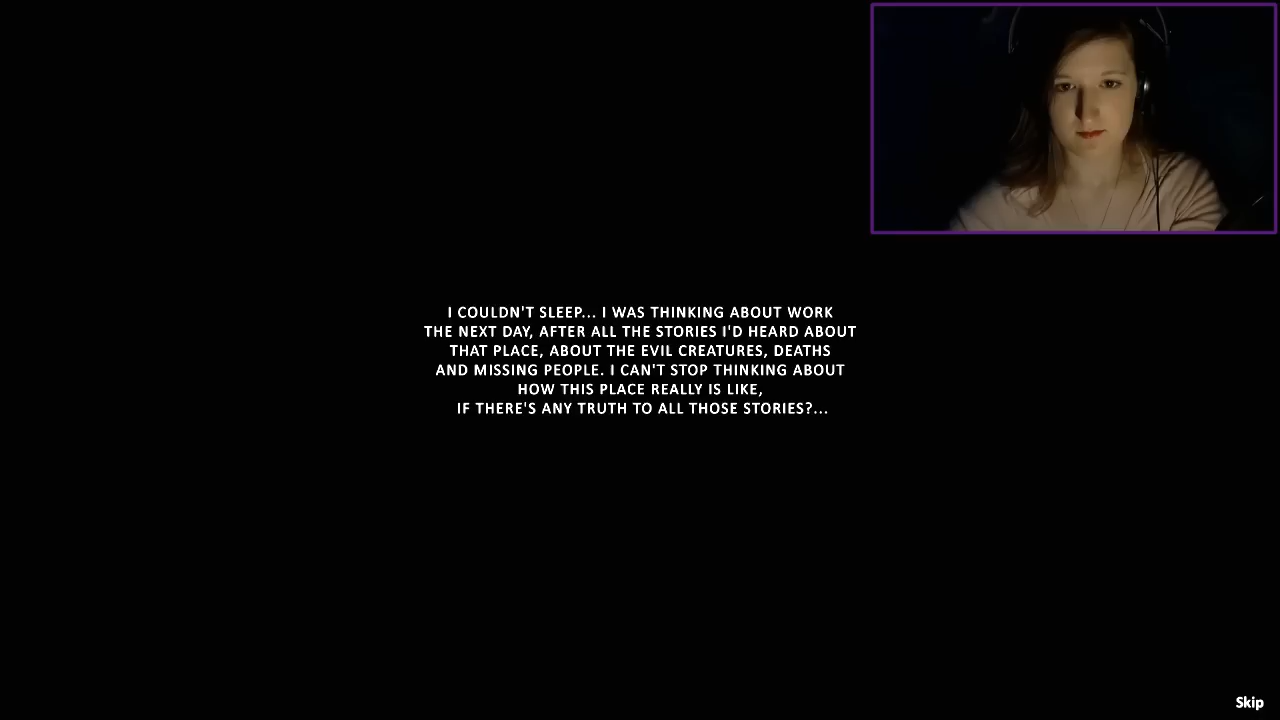 I COULDN'T SLEEP... I WAS THINKING ABOUT WORK
THE NEXT DAY, AFTER ALL THE STORIES I'D HEARD ABOUT
THAT PLACE, ABOUT THE EVIL CREATURES, DEATHS
AND MISSING PEOPLE. I CAN'T STOP THINKING ABOUT
HOW THIS PLACE REALLY IS LIKE,
IF THERE'S ANY TRUTH TO ALL THOSE STORIES?...
Skip